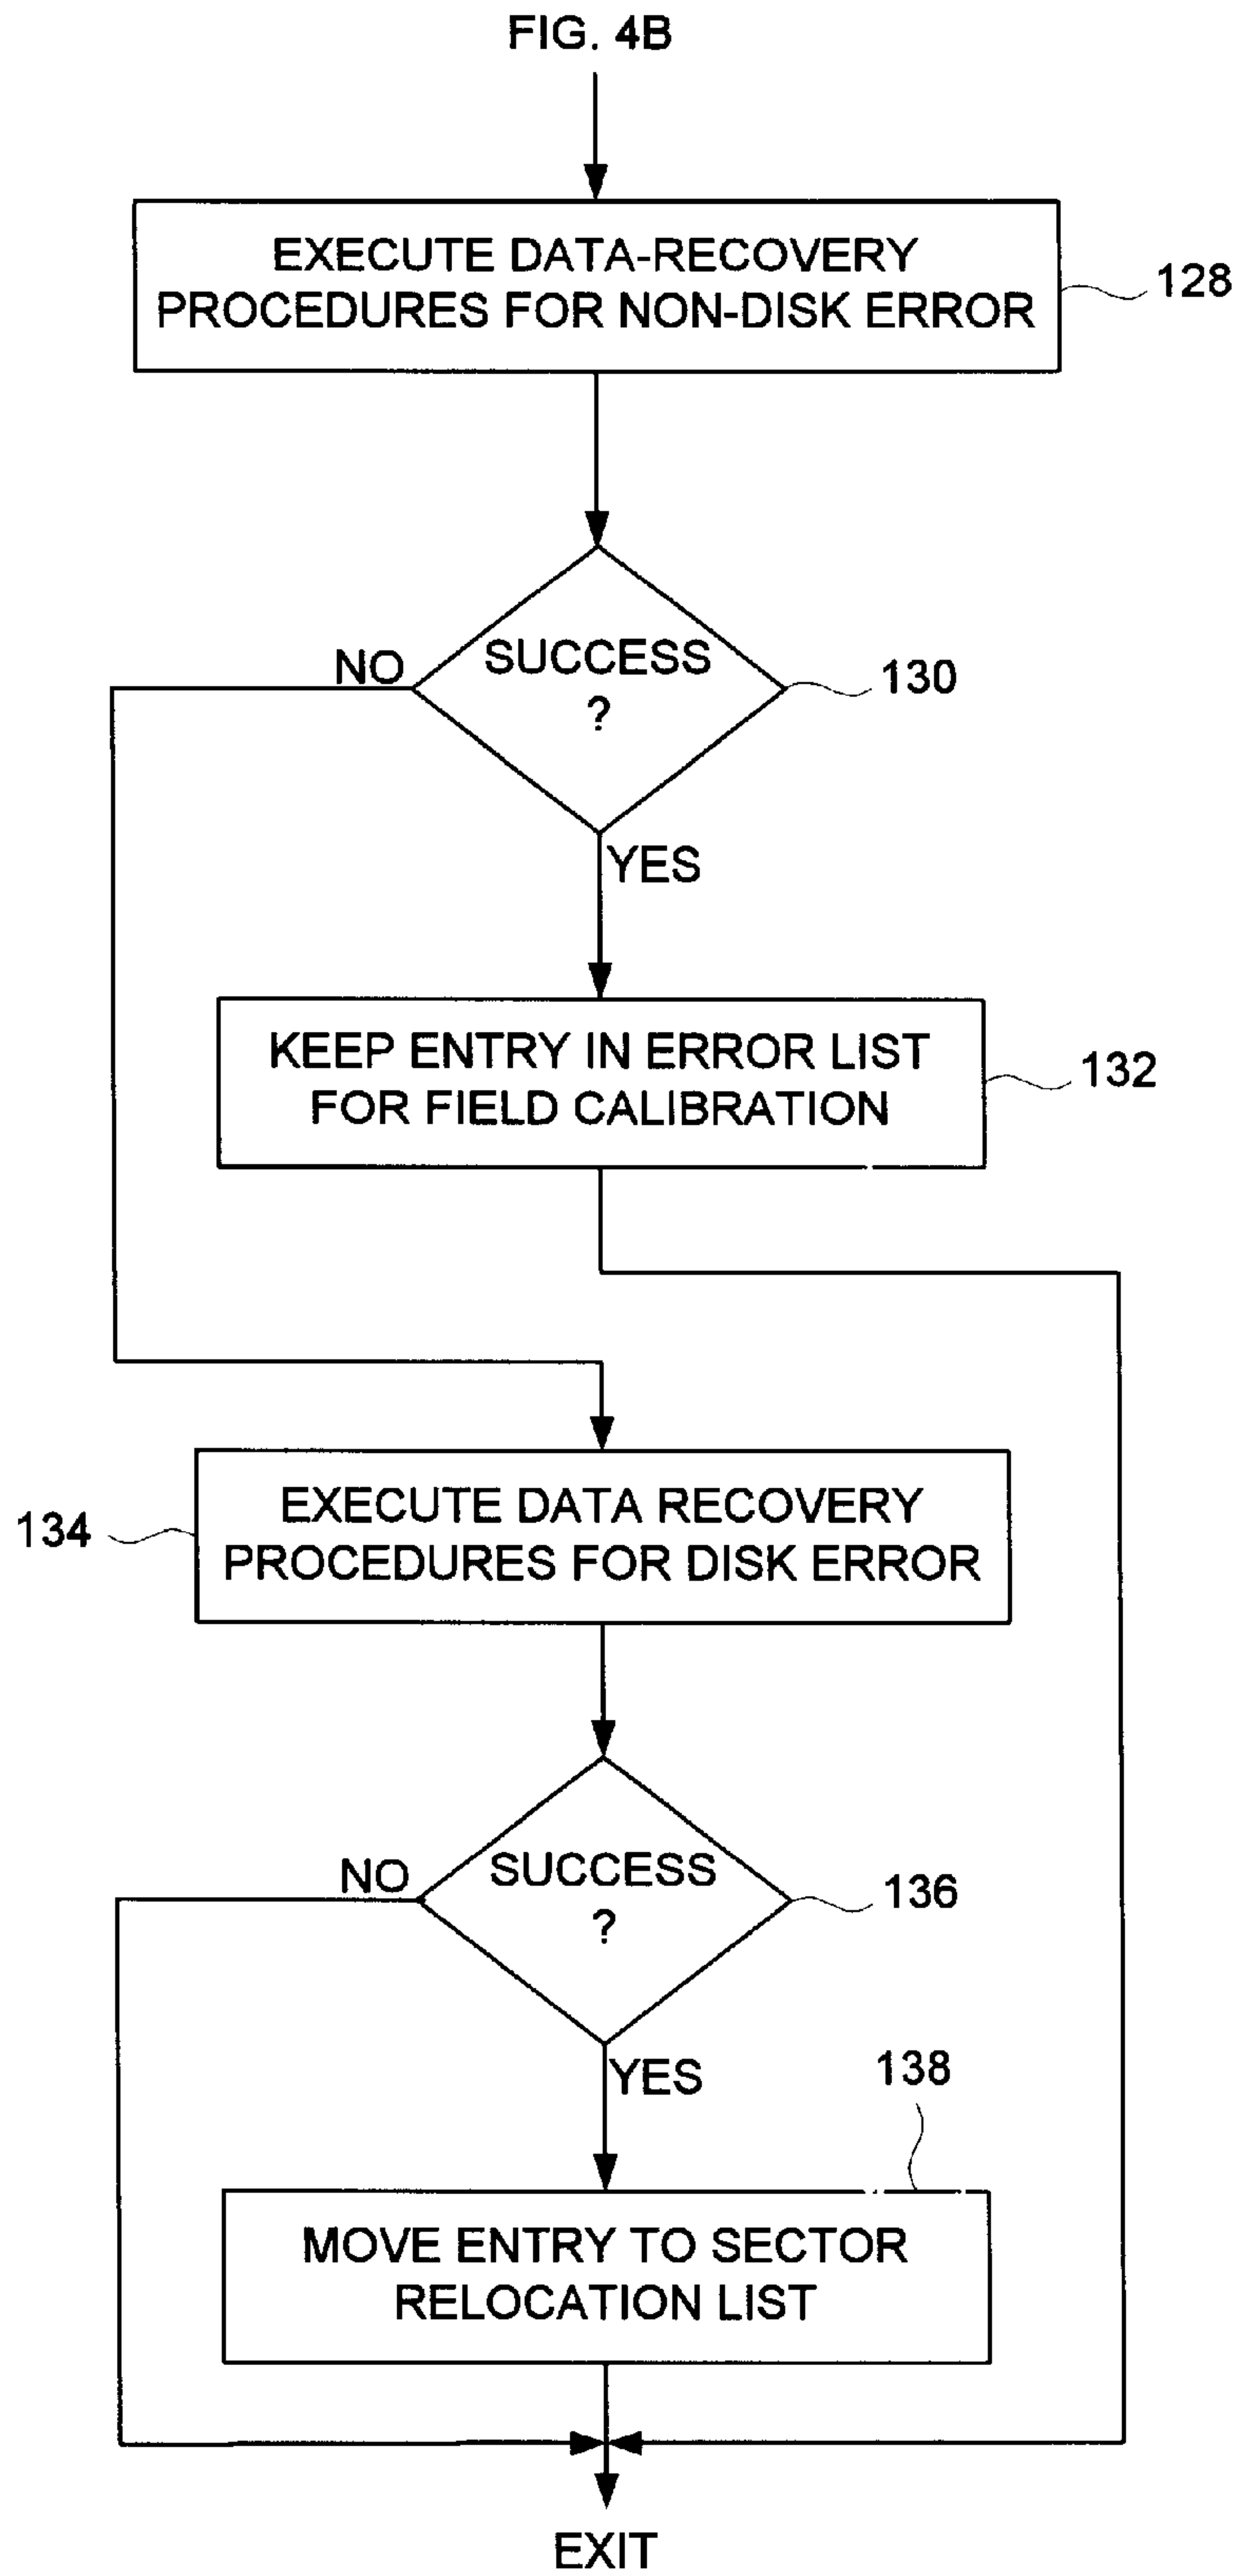 FIG. 4B
EXECUTE DATA-RECOVERY
PROCEDURES FOR NON-DISK ERROR
128
NO
SUCCESS
?
130
YES
KEEP ENTRY IN ERROR LIST
FOR FIELD CALIBRATION
132
134
EXECUTE DATA RECOVERY
PROCEDURES FOR DISK ERROR
NO
SUCCESS
?
136
YES
138
MOVE ENTRY TO SECTOR
RELOCATION LIST
EXIT